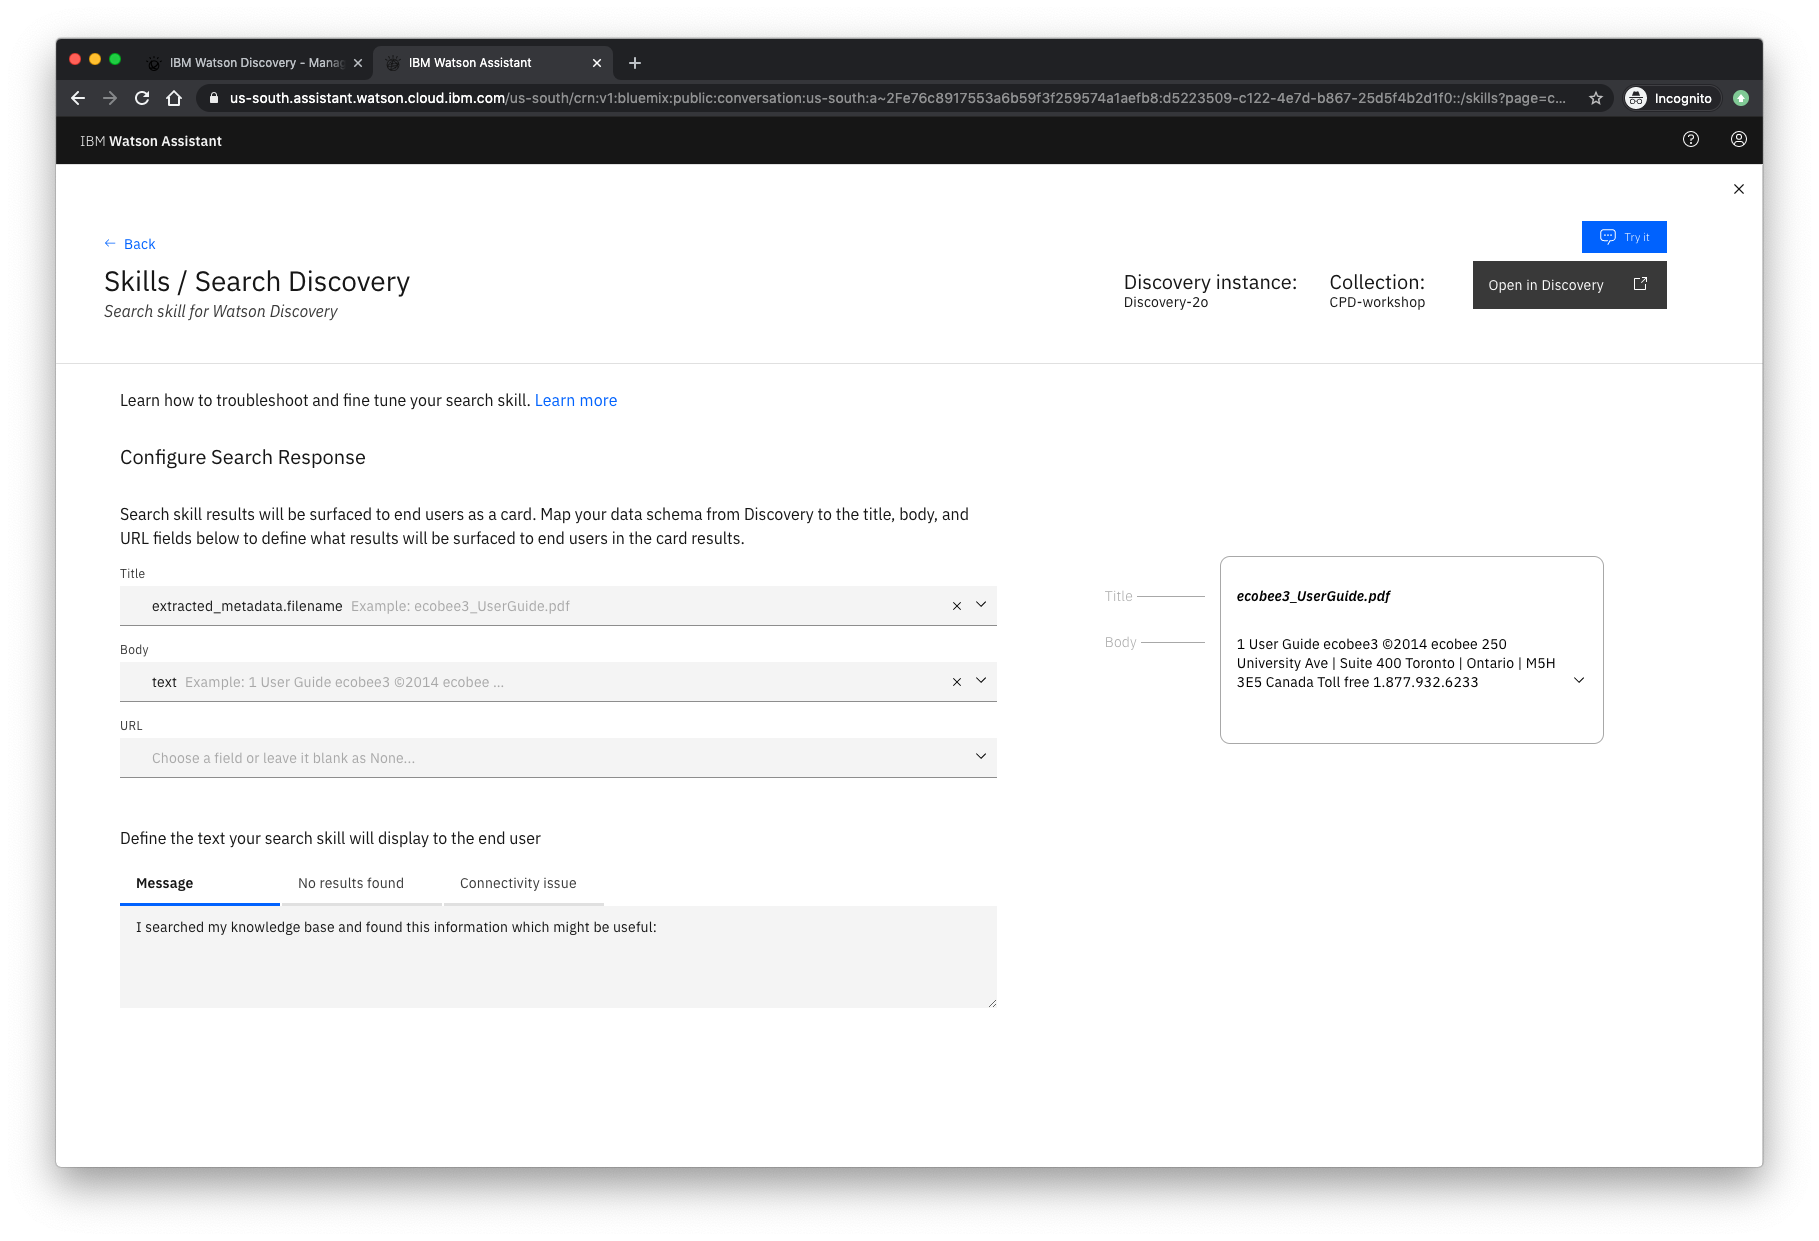 IBM Watson Discovery - Manag
IBM Watson Assistant
us-south.assistant.watson.cloud.ibm.com/us-south/crn:v1:bluemix:public:conversation:us-south:a~2Fe76c8917553a6b59f3f259574a1aefb8:d5223509-c122-4e7d-b867-25d5f4b2d1f0::/skills?page=c...
Incognito
IBM Watson Assistant
Back
Try it
Skills / Search Discovery
Search skill for Watson Discovery
Discovery instance:
Discovery-2o
Collection:
CPD-workshop
Open in Discovery
Learn how to troubleshoot and fine tune your search skill. Learn more
Configure Search Response
Search skill results will be surfaced to end users as a card. Map your data schema from Discovery to the title, body, and
URL fields below to define what results will be surfaced to end users in the card results.
Title
extracted_metadata.filename Example: ecobee3_UserGuide.pdf
Body
text Example: 1 User Guide ecobee3 ©2014 ecobee ...
URL
Choose a field or leave it blank as None...
Title
ecobee3_UserGuide.pdf
Body
1 User Guide ecobee3 ©2014 ecobee 250
University Ave | Suite 400 Toronto | Ontario | M5H
3E5 Canada Toll free 1.877.932.6233
Define the text your search skill will display to the end user
Message
No results found
Connectivity issue
I searched my knowledge base and found this information which might be useful: